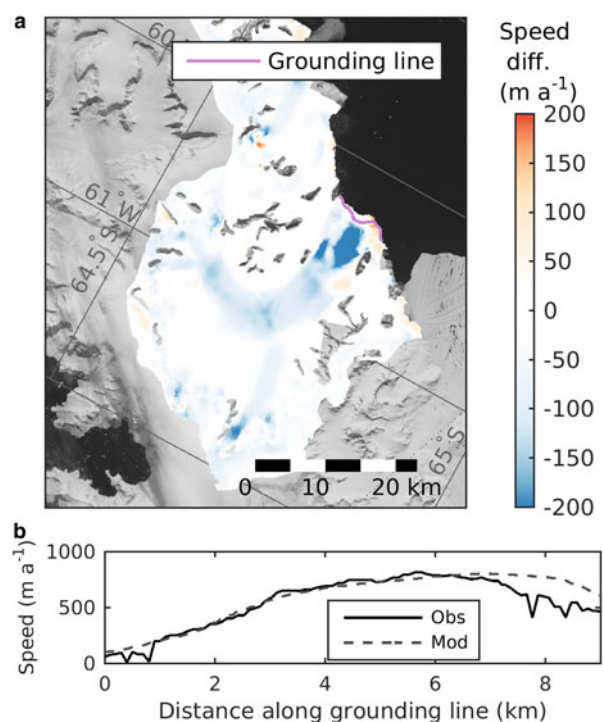 a
Grounding line
60
61°W
64.5°S
65°S
0 10 20 km
Speed
diff.
(m a⁻¹)
200
150
100
50
0
-50
-100
-150
-200
b
Speed (m a⁻¹)
1000
500
0
Obs
Mod
0 2 4 6 8
Distance along grounding line (km)